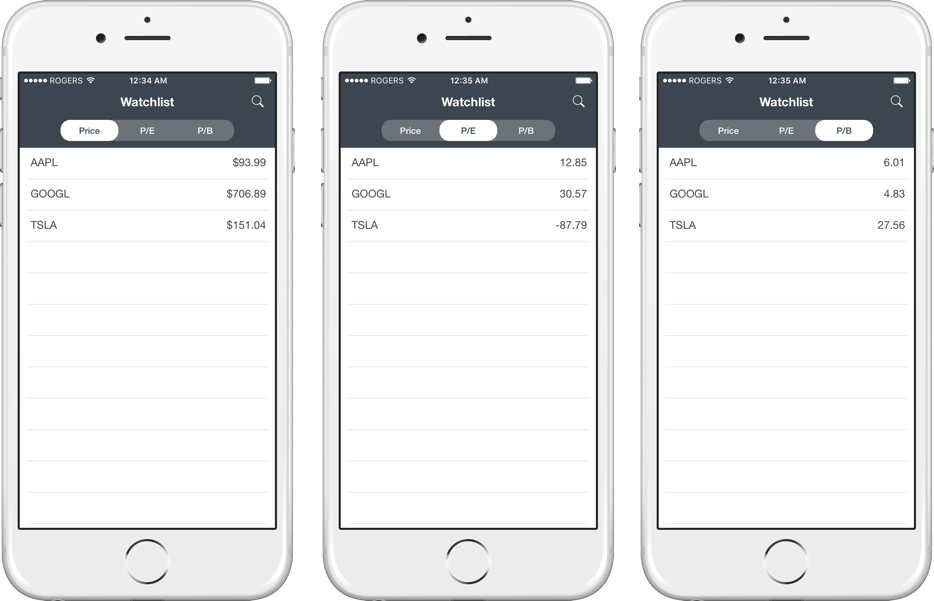 ●●●●● ROGERS 12:34 AM
Watchlist
Price P/E P/B
AAPL $93.99
GOOGL $706.89
TSLA $151.04
●●●●● ROGERS 12:35 AM
Watchlist
Price P/E P/B
AAPL 12.85
GOOGL 30.57
TSLA -87.79
●●●●● ROGERS 12:35 AM
Watchlist
Price P/E P/B
AAPL 6.01
GOOGL 4.83
TSLA 27.56